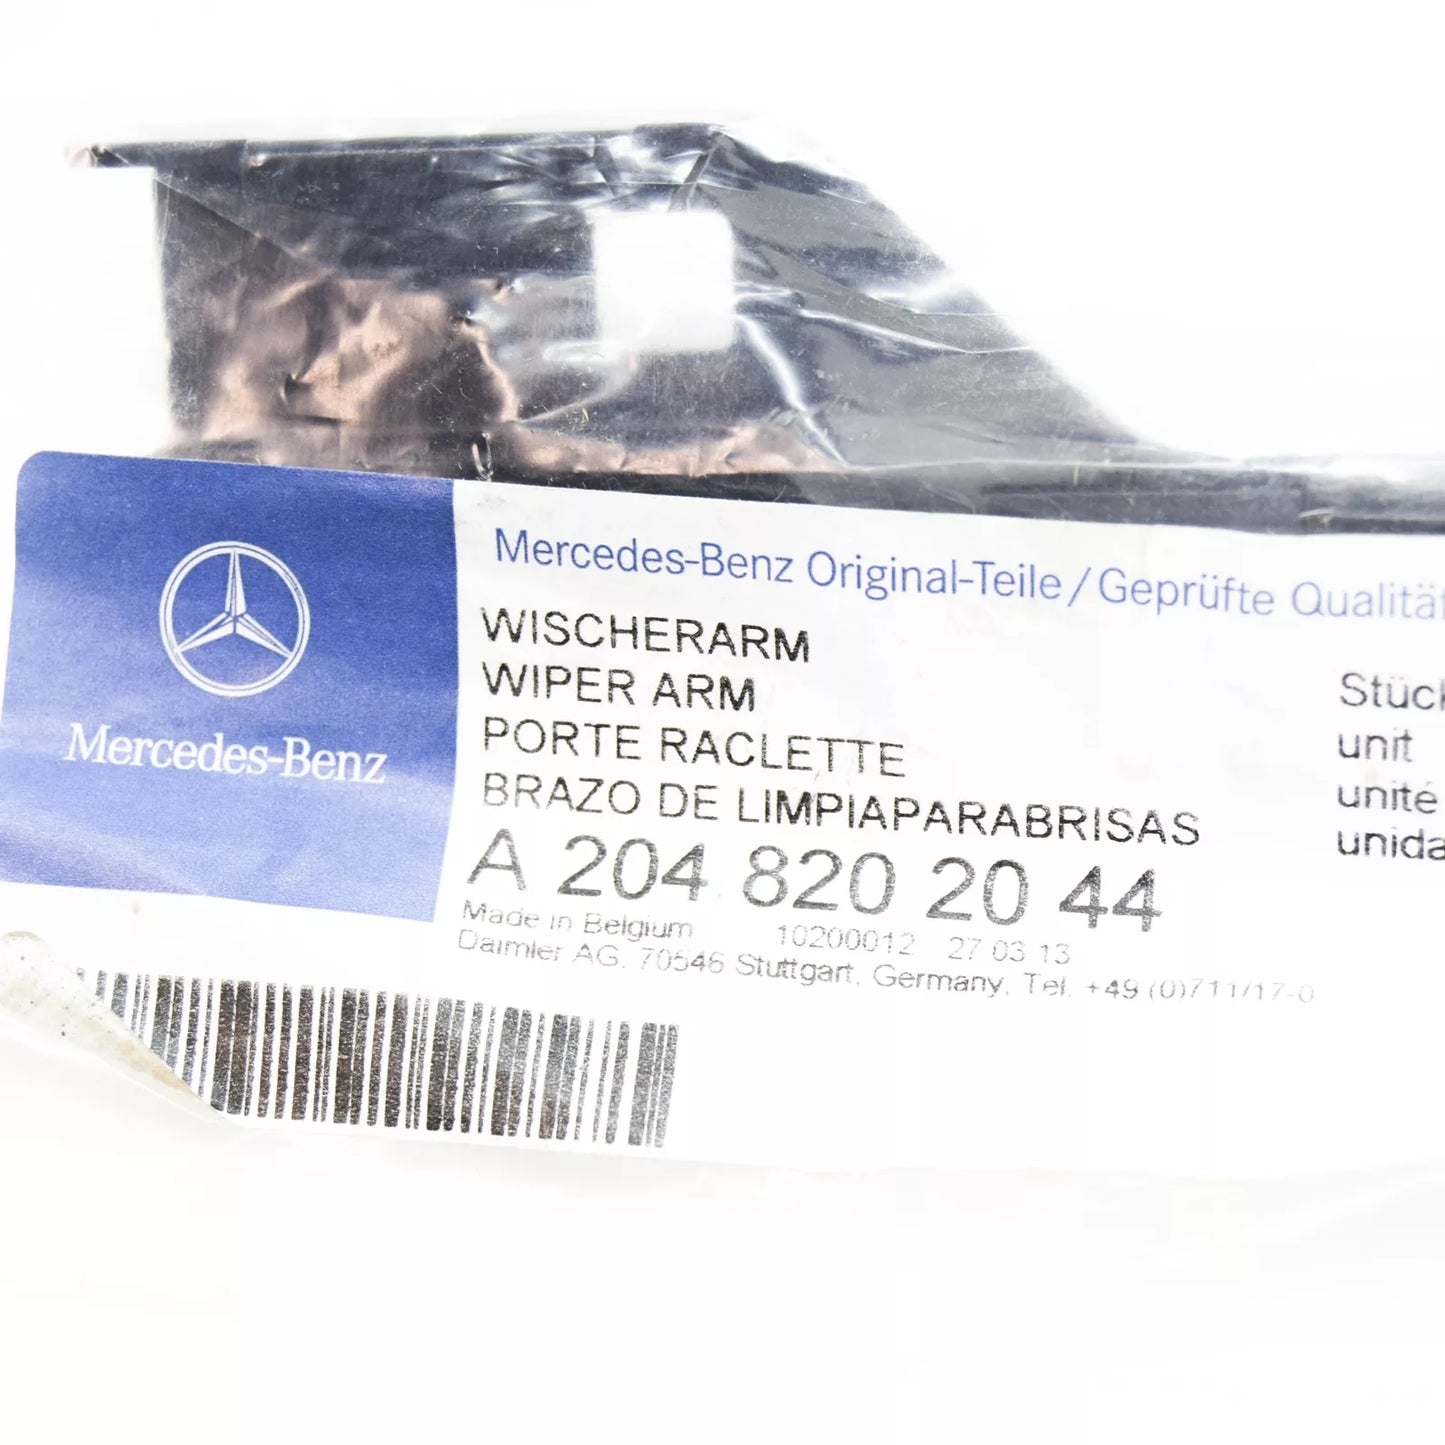 Mercedes-Benz
Mercedes-Benz Original-Teile / Geprüfte Qualität
WISCHERARM
WIPER ARM
PORTE RACLETTE
BRAZO DE LIMPIAPARABRISAS
A 204 820 20 44
Made in Belgium 10200012 27.03.13
Daimler AG, 70546 Stuttgart, Germany, Tel. +49 (0)711/17-0
Stück
unit
unité
unida